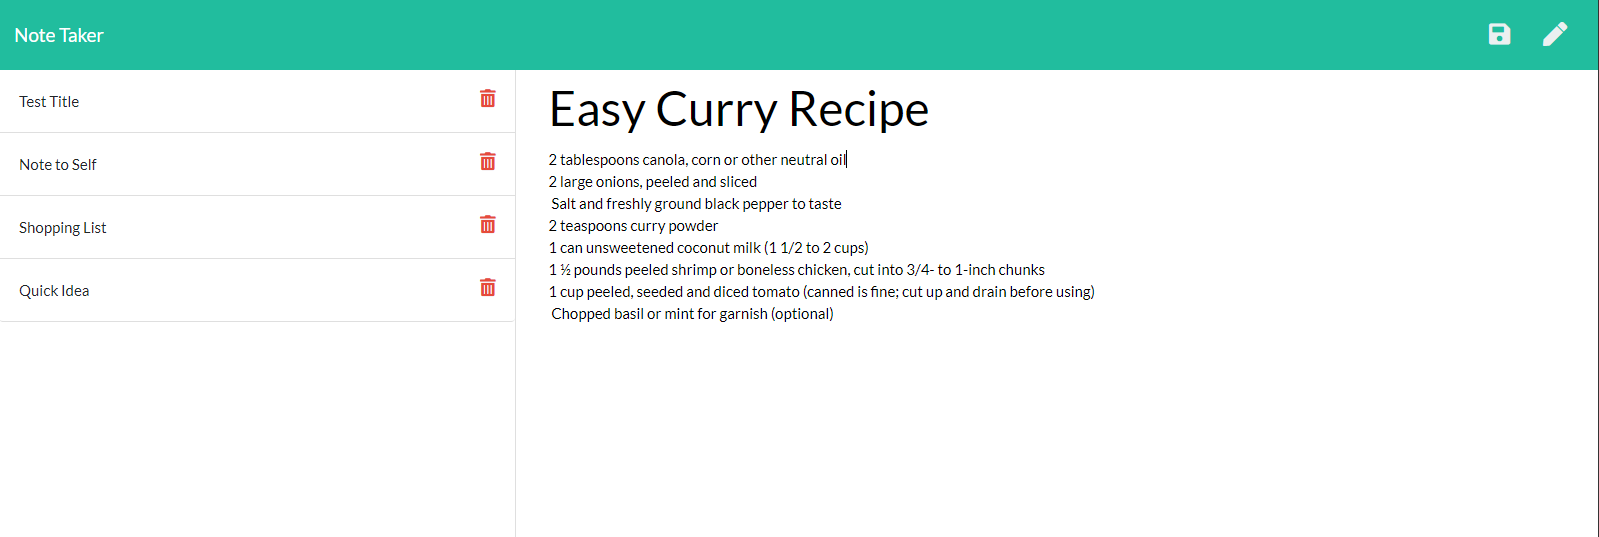 Note Taker
Test Title
Note to Self
Shopping List
Quick Idea
Easy Curry Recipe
2 tablespoons canola, corn or other neutral oil
2 large onions, peeled and sliced
Salt and freshly ground black pepper to taste
2 teaspoons curry powder
1 can unsweetened coconut milk (1 1/2 to 2 cups)
1 ½ pounds peeled shrimp or boneless chicken, cut into 3/4- to 1-inch chunks
1 cup peeled, seeded and diced tomato (canned is fine; cut up and drain before using)
Chopped basil or mint for garnish (optional)